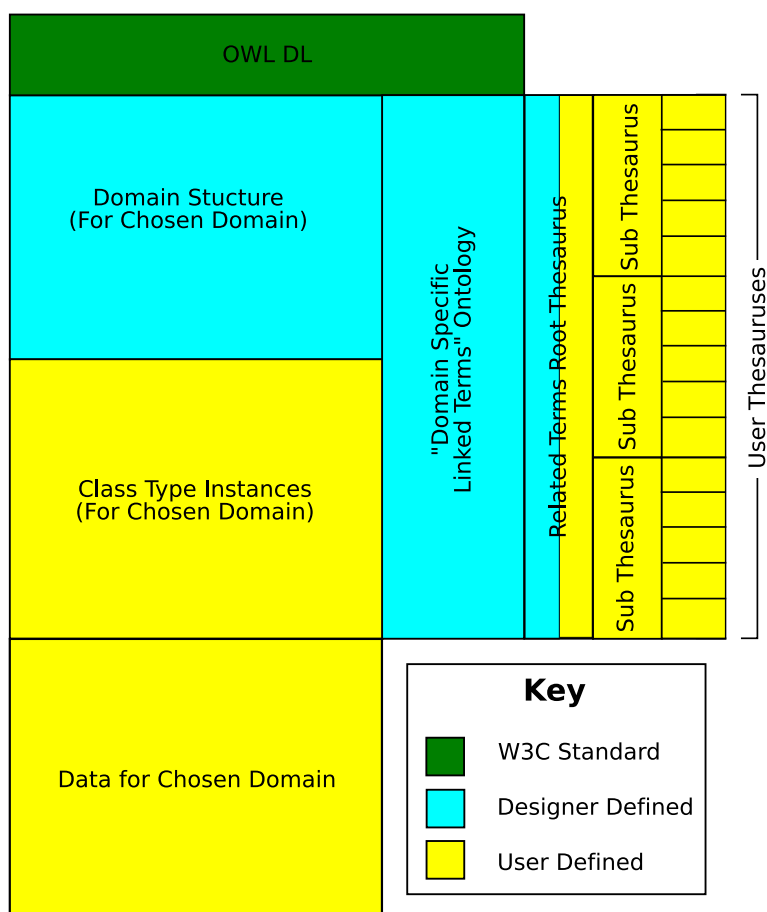 OWL DL
Domain Stucture
(For Chosen Domain)
Class Type Instances
(For Chosen Domain)
Data for Chosen Domain
"Domain Specific
Linked Terms" Ontology
Related Terms Root Thesaurus
Sub Thesaurus
Sub Thesaurus
Sub Thesaurus
User Thesauruses
Key
W3C Standard
Designer Defined
User Defined